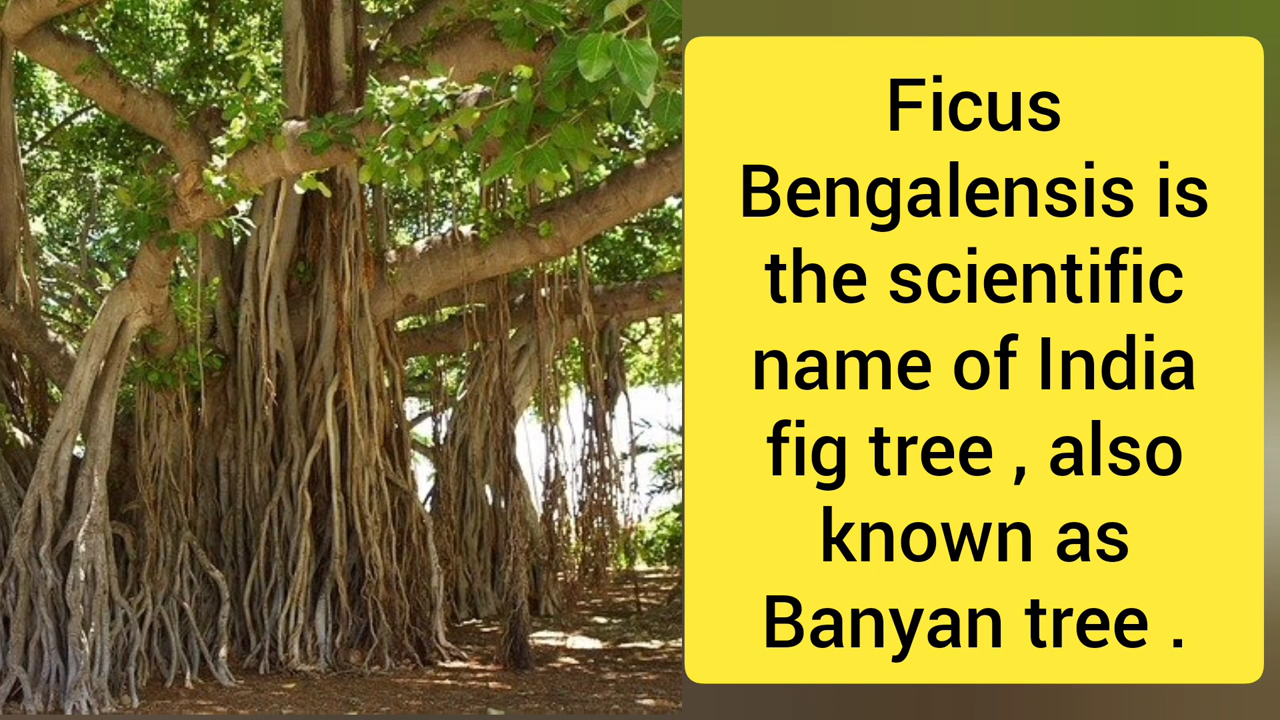 Ficus
Bengalensis is
the scientific
name of India
fig tree , also
known as
Banyan tree .